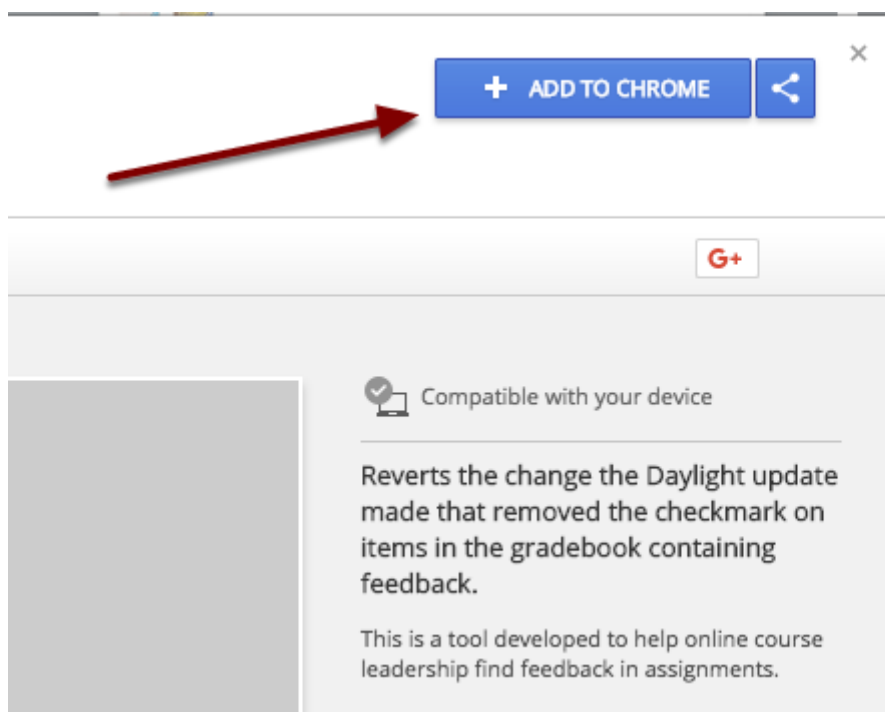 + ADD TO CHROME
G+
Compatible with your device
Reverts the change the Daylight update
made that removed the checkmark on
items in the gradebook containing
feedback.
This is a tool developed to help online course
leadership find feedback in assignments.